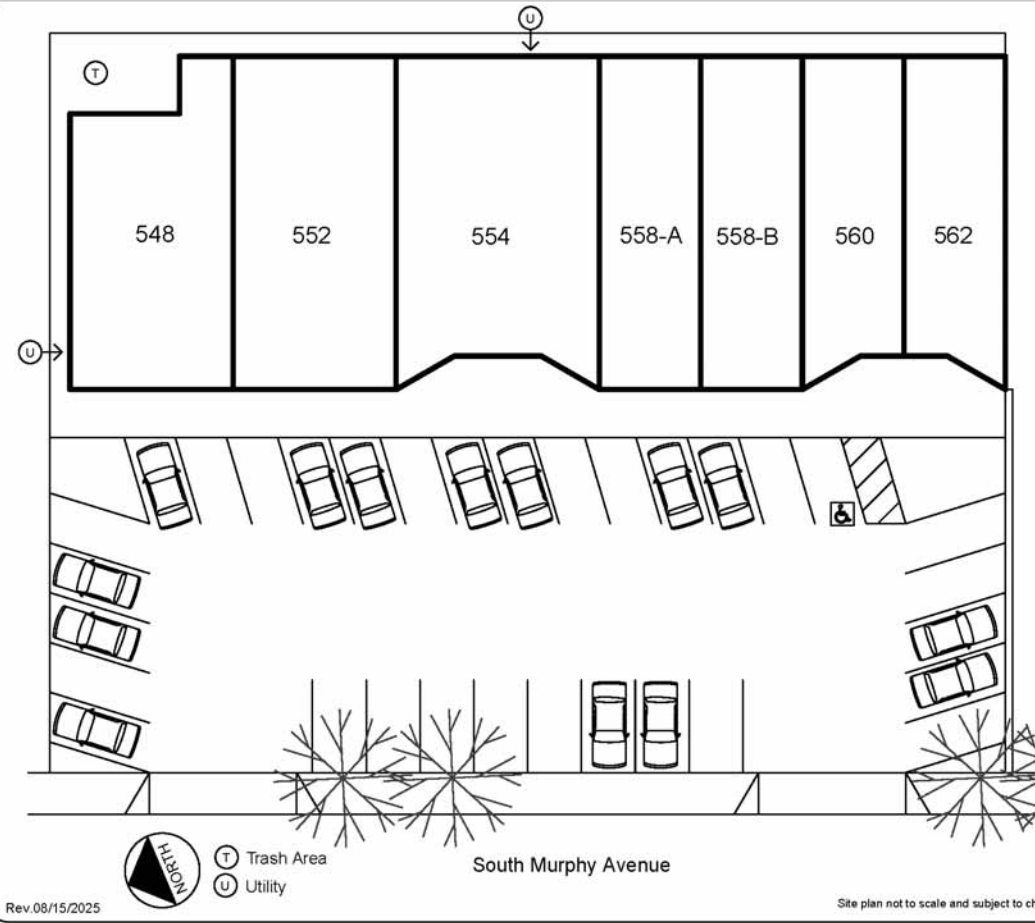 U
T
548 552 554 558-A 558-B 560 562
U
NORTH
T Trash Area
U Utility
South Murphy Avenue
Rev.08/15/2025
Site plan not to scale and subject to